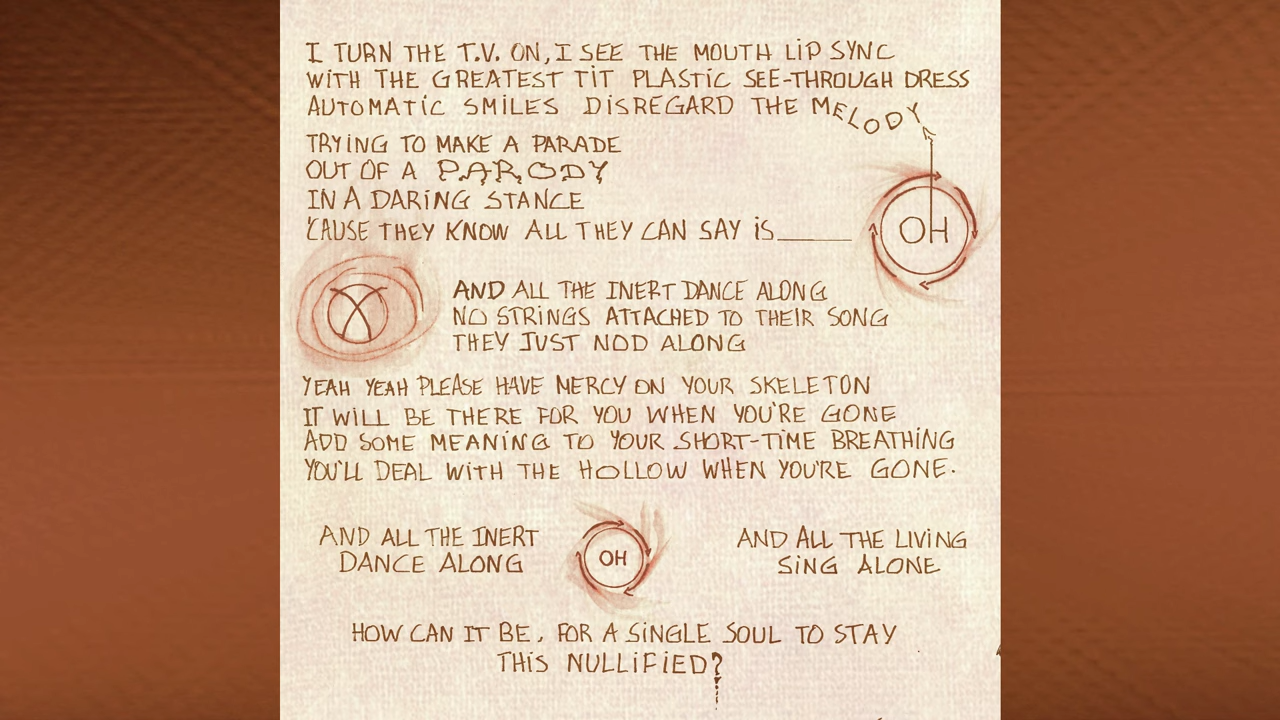 I TURN THE T.V. ON, I SEE THE MOUTH LIP SYNC
WITH THE GREATEST TIT PLASTIC SEE-THROUGH DRESS
AUTOMATIC SMILES DISREGARD THE MELODY
TRYING TO MAKE A PARADE
OUT OF A PARODY
IN A DARING STANCE
'CAUSE THEY KNOW ALL THEY CAN SAY IS______
OH
AND ALL THE INERT DANCE ALONG
NO STRINGS ATTACHED TO THEIR SONG
THEY JUST NOD ALONG
YEAH YEAH PLEASE HAVE MERCY ON YOUR SKELETON
IT WILL BE THERE FOR YOU WHEN YOU'RE GONE
ADD SOME MEANING TO YOUR SHORT-TIME BREATHING
YOU'LL DEAL WITH THE HOLLOW WHEN YOU'RE GONE.
AND ALL THE INERT
DANCE ALONG
OH
AND ALL THE LIVING
SING ALONE
HOW CAN IT BE, FOR A SINGLE SOUL TO STAY
THIS NULLIFIED?